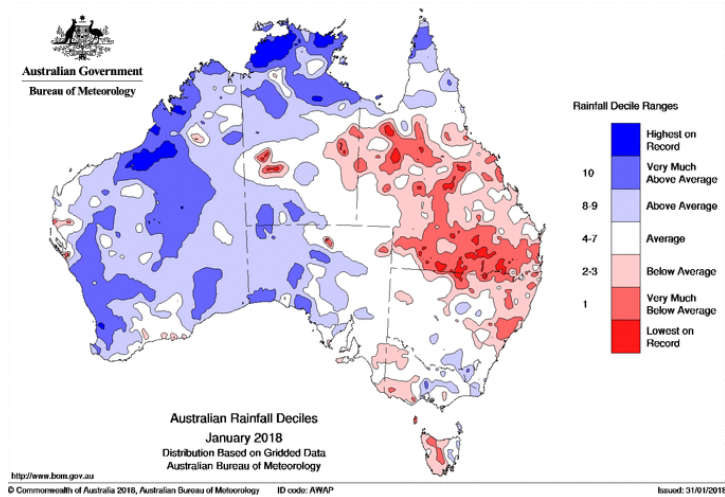 Australian Government
Bureau of Meteorology
Rainfall Decile Ranges
Highest on
Record
10 Very Much
Above Average
8-9 Above Average
4-7 Average
2-3 Below Average
1 Very Much
Below Average
Lowest on
Record
Australian Rainfall Deciles
January 2018
Distribution Based on Gridded Data
Australian Bureau of Meteorology
http://www.bom.gov.au
© Commonwealth of Australia 2018, Australian Bureau of Meteorology ID code: AWAP Issued: 31/01/2018